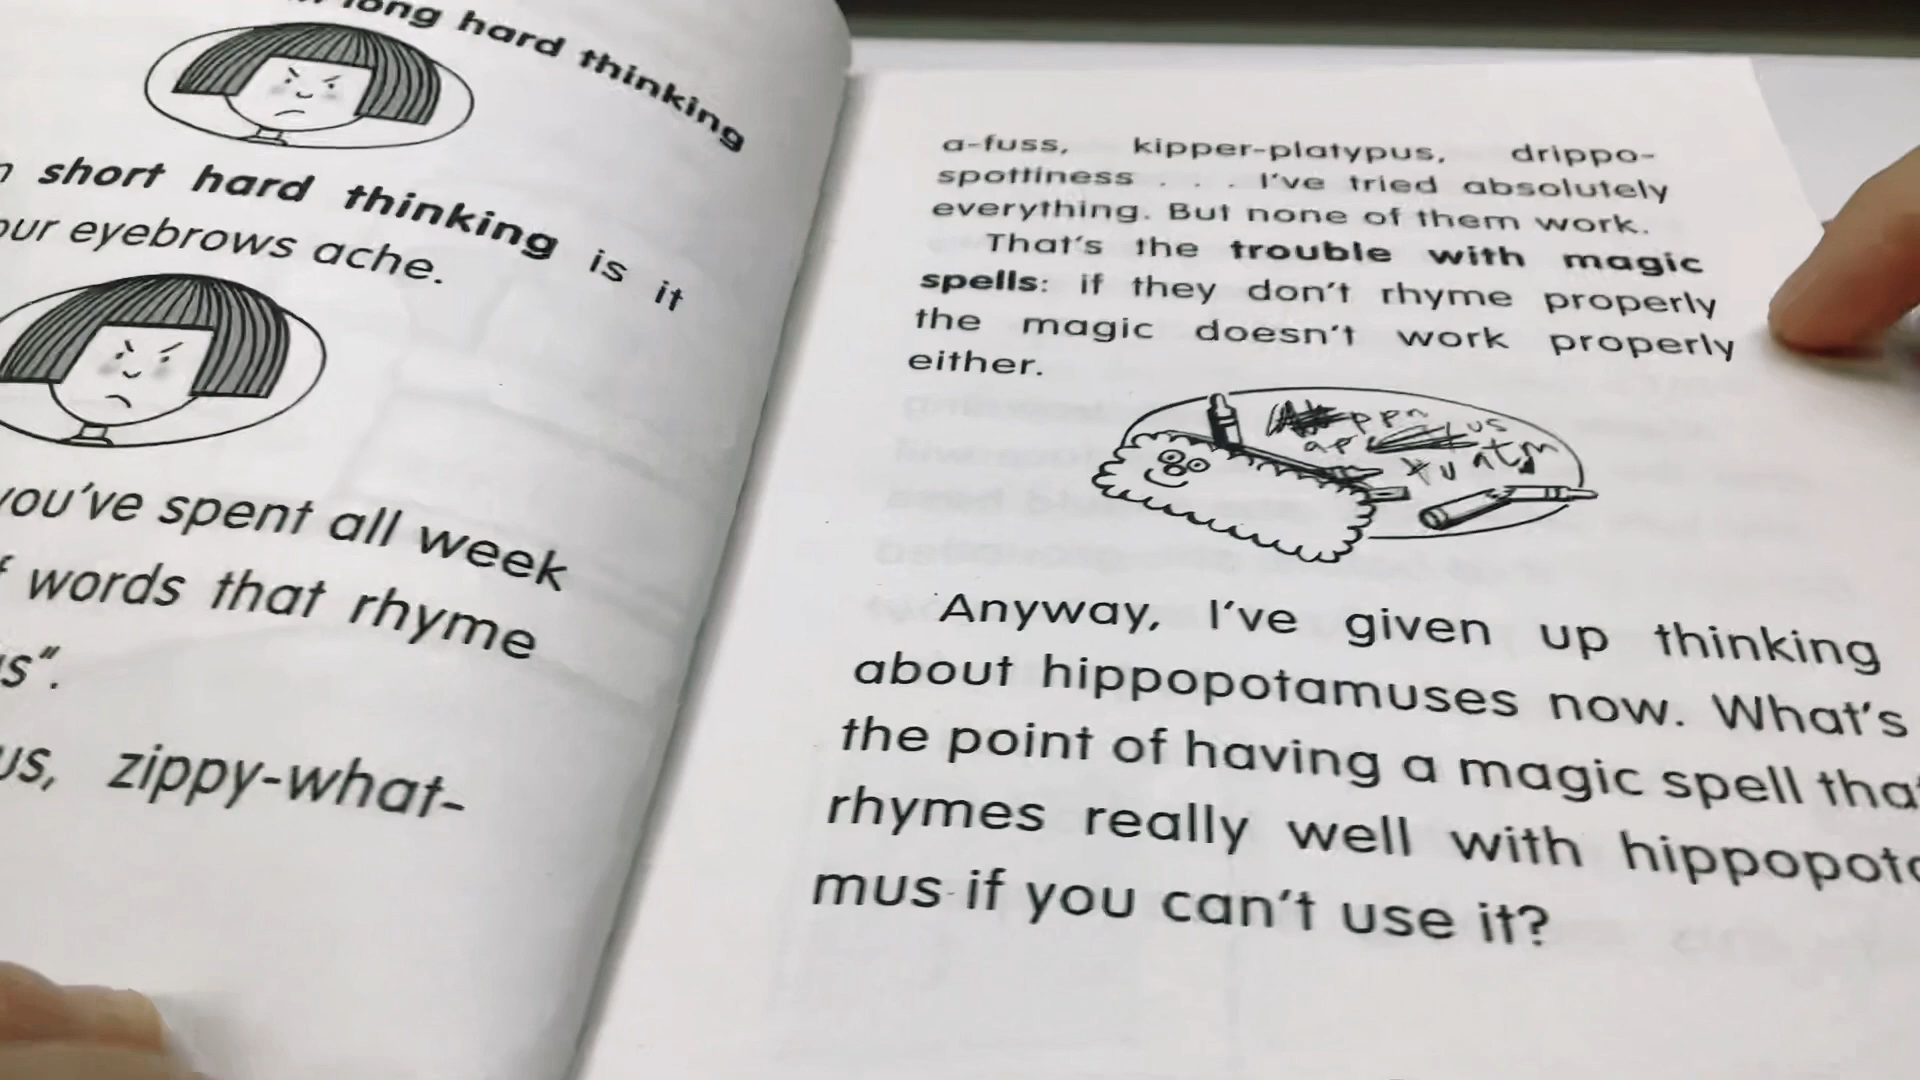 long hard thinking
short hard thinking is it
our eyebrows ache.
you've spent all week
words that rhyme
us, zippy-what-
a-fuss, kipper-platypus, drippo-
spottiness . . . I've tried absolutely
everything. But none of them work.
That's the trouble with magic
spells: if they don't rhyme properly
the magic doesn't work properly
either.
Anyway, I've given up thinking
about hippopotamuses now. What's
the point of having a magic spell that
rhymes really well with hippopota
mus if you can't use it?